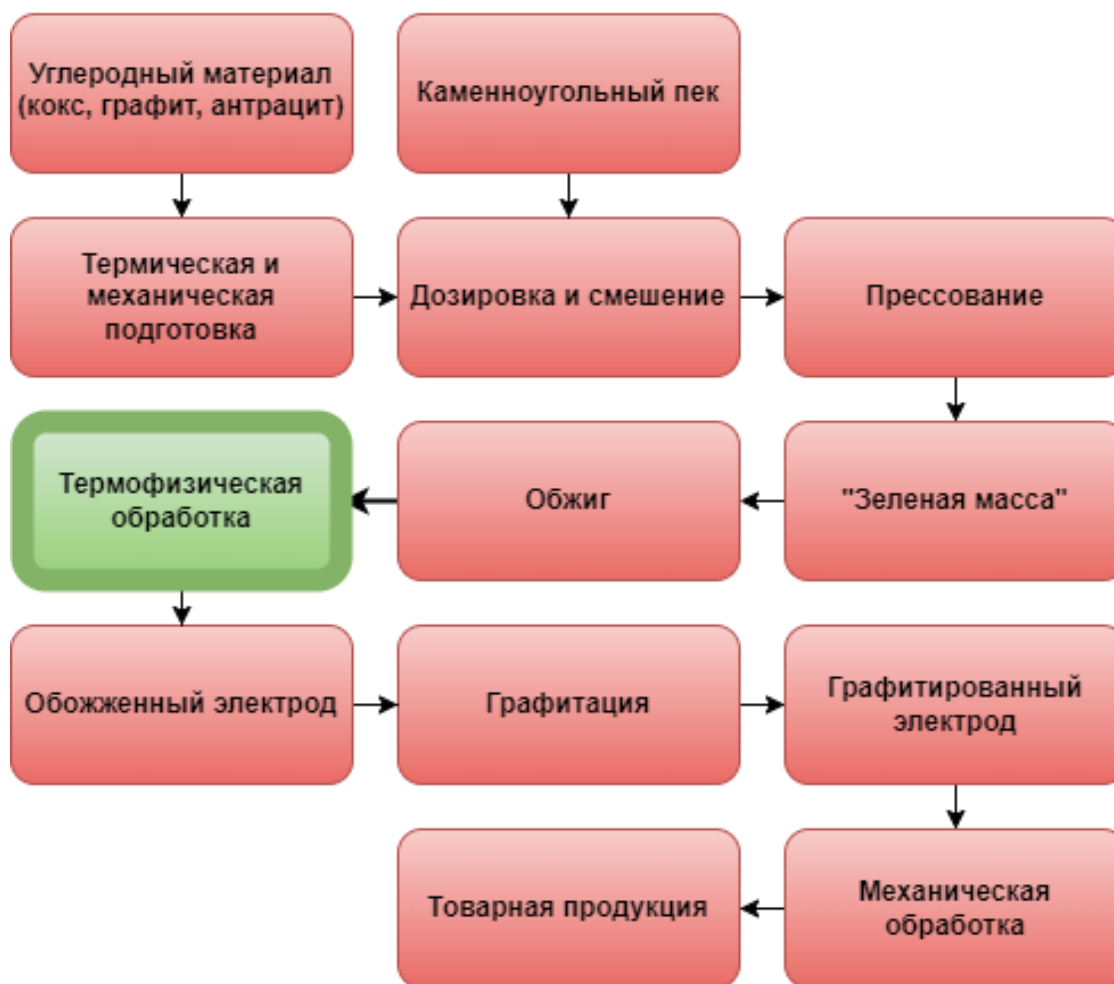 Углеродный материал
(кокс, графит, антрацит)
Каменноугольный пек
Термическая и
механическая
подготовка
Дозировка и смешение
Прессование
Термофизическая
обработка
Обжиг
"Зеленая масса"
Обожженный электрод
Графитация
Графитированный
электрод
Товарная продукция
Механическая
обработка